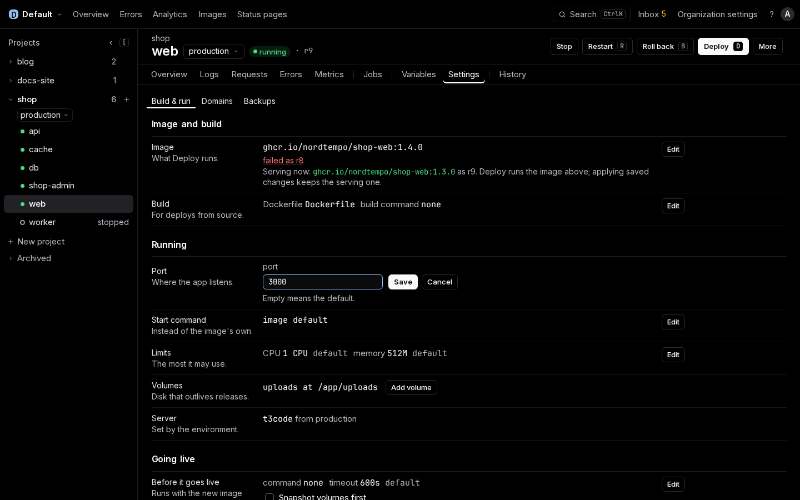 D Default
Overview
Errors
Analytics
Images
Status pages
Search Ctrl K
Inbox 5
Organization settings
?
A
Projects
blog 2
docs-site 1
shop 6 +
production
api
cache
db
shop-admin
web
worker stopped
+ New project
Archived
shop
web production running · r9
Stop
Restart R
Roll back
Deploy D
More
Overview
Logs
Requests
Errors
Metrics
Jobs
Variables
Settings
History
Build & run
Domains
Backups
Image and build
Image
What Deploy runs.
ghcr.io/nordtempo/shop-web:1.4.0
failed as r8
Serving now: ghcr.io/nordtempo/shop-web:1.3.0 as r9. Deploy runs the image above; applying saved
changes keeps the serving one.
Edit
Build
For deploys from source.
Dockerfile Dockerfile build command none
Edit
Running
Port
Where the app listens.
port
3000
Save
Cancel
Empty means the default.
Start command
Instead of the image's own.
image default
Edit
Limits
The most it may use.
CPU 1 CPU default memory 512M default
Edit
Volumes
Disk that outlives releases.
uploads at /app/uploads
Add volume
Server
Set by the environment.
t3code from production
Going live
Before it goes live
Runs with the new image
command none timeout 600s default
Edit
Snapshot volumes first